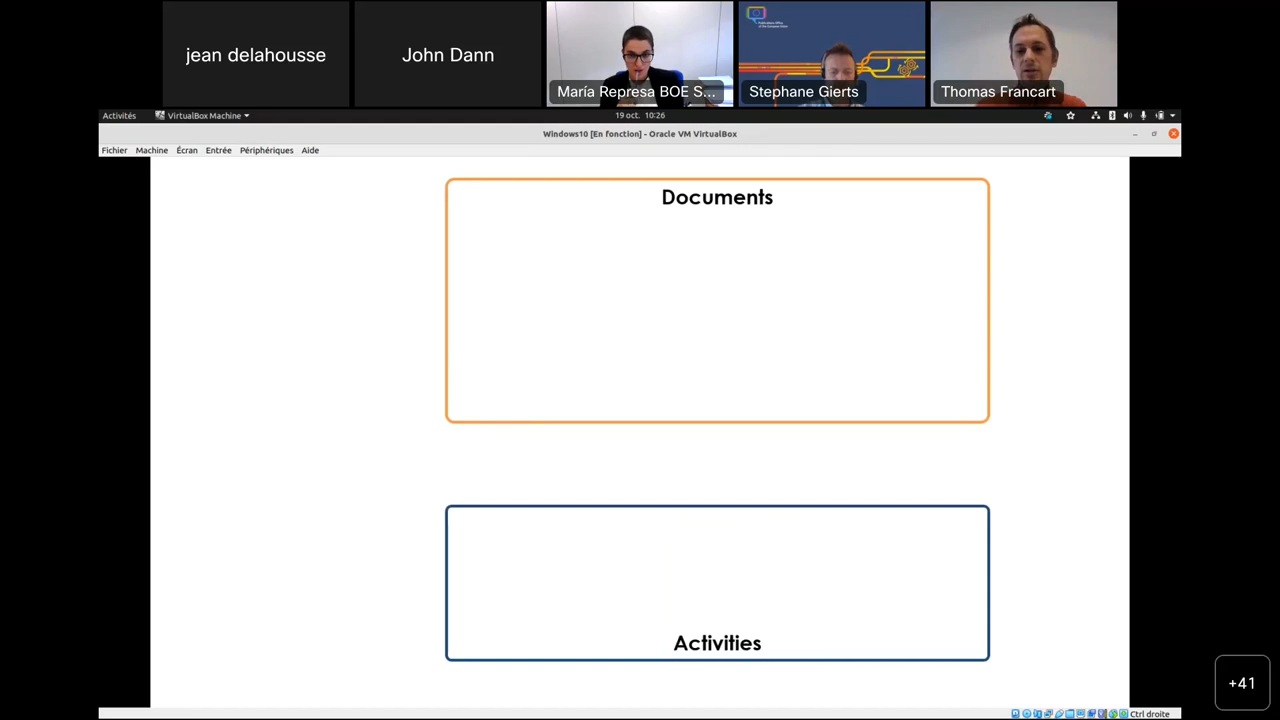 jean delahousse
John Dann
María Represa BOE S...
Stephane Gierts
Thomas Francart
Activités
VirtualBox Machine
19 oct. 10:26
Windows10 [En fonction] - Oracle VM VirtualBox
Fichier Machine Écran Entrée Périphériques Aide
Documents
Activities
+41
Ctrl droite